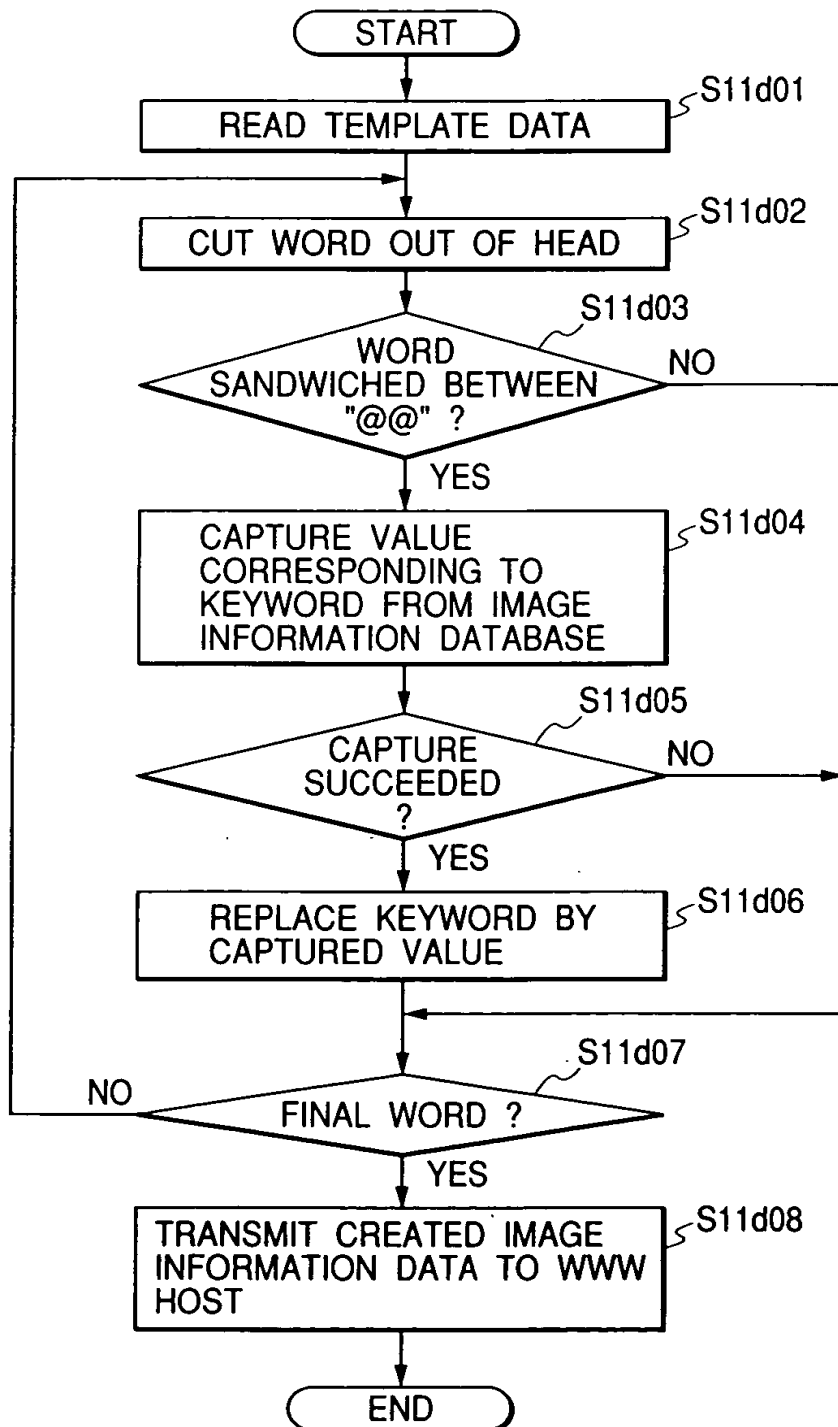 START
S11d01
READ TEMPLATE DATA
S11d02
CUT WORD OUT OF HEAD
S11d03
WORD
SANDWICHED BETWEEN
"@@" ?
NO
YES
S11d04
CAPTURE VALUE
CORRESPONDING TO
KEYWORD FROM IMAGE
INFORMATION DATABASE
S11d05
CAPTURE
SUCCEEDED
?
NO
YES
S11d06
REPLACE KEYWORD BY
CAPTURED VALUE
S11d07
NO
FINAL WORD ?
YES
S11d08
TRANSMIT CREATED IMAGE
INFORMATION DATA TO WWW
HOST
END